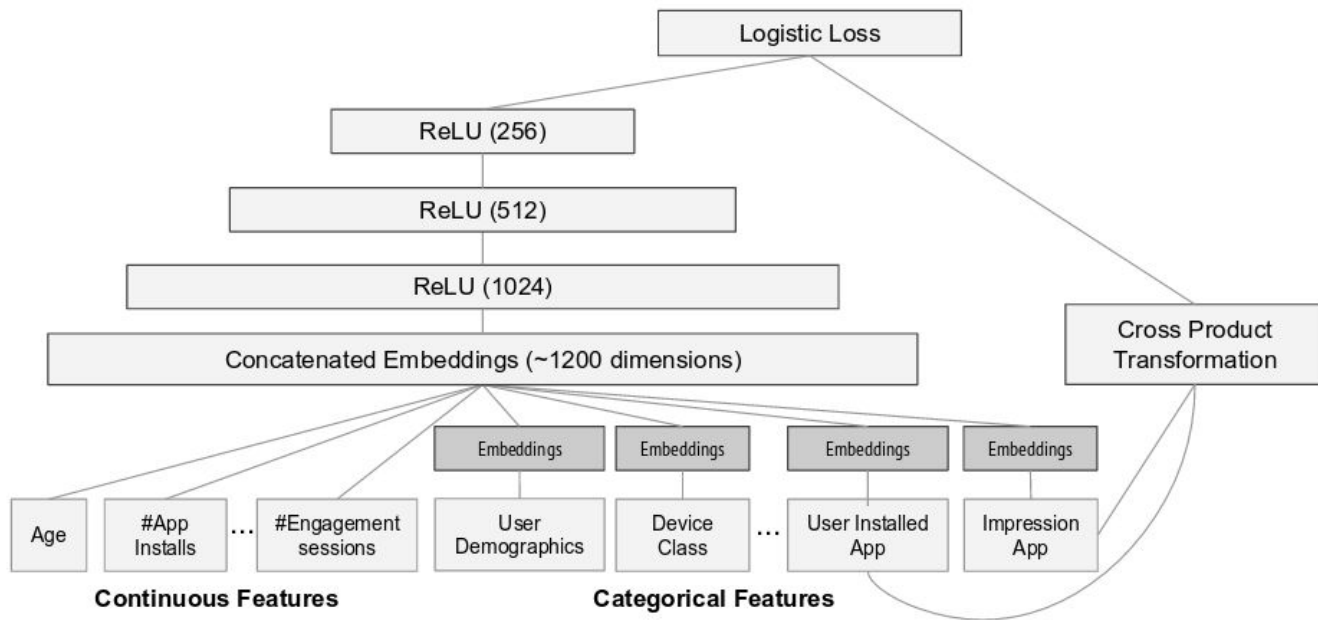 Logistic Loss
ReLU (256)
ReLU (512)
ReLU (1024)
Concatenated Embeddings (~1200 dimensions)
Cross Product
Transformation
Embeddings
Embeddings
Embeddings
Embeddings
Age
#App
Installs
...
#Engagement
sessions
User
Demographics
Device
Class
...
User Installed
App
Impression
App
Continuous Features
Categorical Features